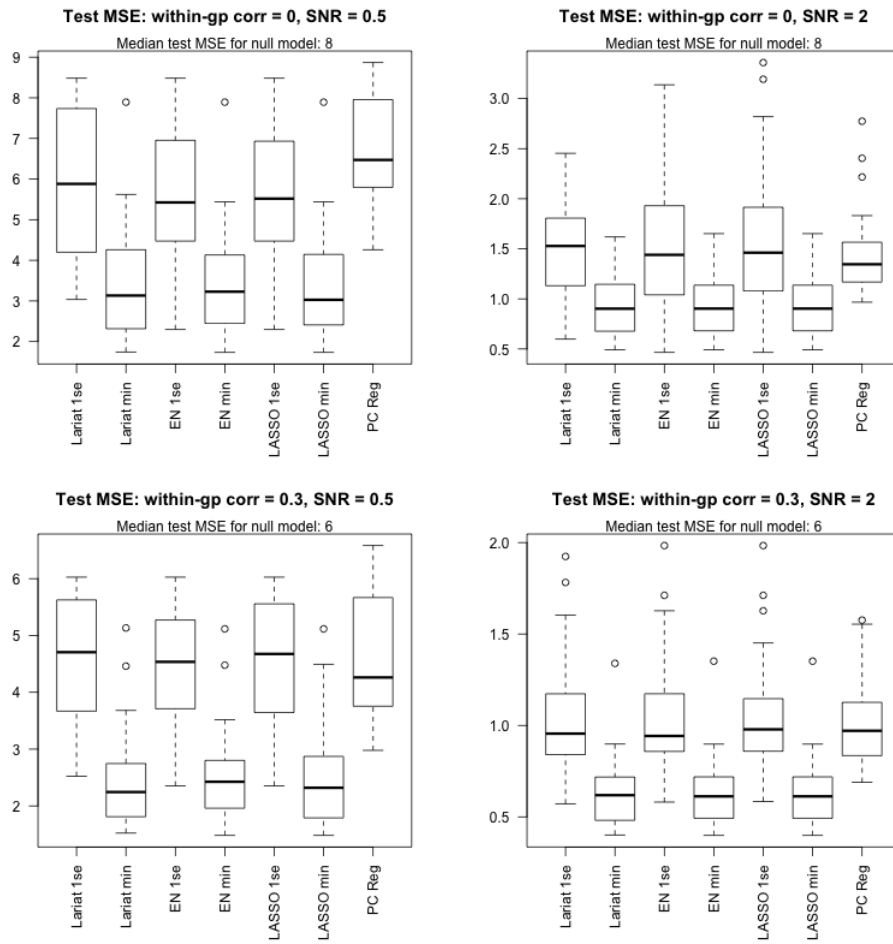 Test MSE: within-gp corr = 0, SNR = 0.5
Median test MSE for null model: 8
9
8
7
6
5
4
3
2
Lariat 1se
Lariat min
EN 1se
EN min
LASSO 1se
LASSO min
PC Reg
Test MSE: within-gp corr = 0, SNR = 2
Median test MSE for null model: 8
3.0
2.5
2.0
1.5
1.0
0.5
Lariat 1se
Lariat min
EN 1se
EN min
LASSO 1se
LASSO min
PC Reg
Test MSE: within-gp corr = 0.3, SNR = 0.5
Median test MSE for null model: 6
6
5
4
3
2
Lariat 1se
Lariat min
EN 1se
EN min
LASSO 1se
LASSO min
PC Reg
Test MSE: within-gp corr = 0.3, SNR = 2
Median test MSE for null model: 6
2.0
1.5
1.0
0.5
Lariat 1se
Lariat min
EN 1se
EN min
LASSO 1se
LASSO min
PC Reg